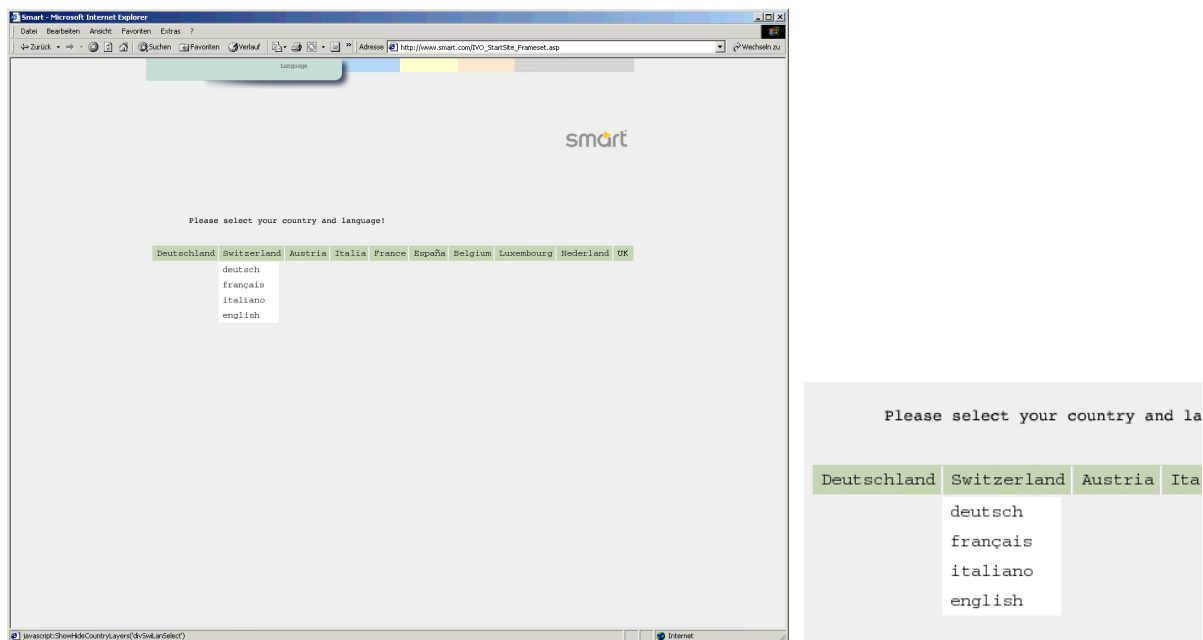 Smart - Microsoft Internet Explorer
Datei Bearbeiten Ansicht Favoriten Extras ?
Zurück Suchen Favoriten Verlauf » Adresse http://www.smart.com/IVO_StartSite_Frameset.asp Wechseln zu
Language
smart
Please select your country and language!
Deutschland Switzerland Austria Italia France España Belgium Luxembourg Nederland UK
deutsch
français
italiano
english
javascript:ShowHideCountryLayers('divSwiLanSelect') Internet
Please select your country and la
Deutschland Switzerland Austria Ita
deutsch
français
italiano
english